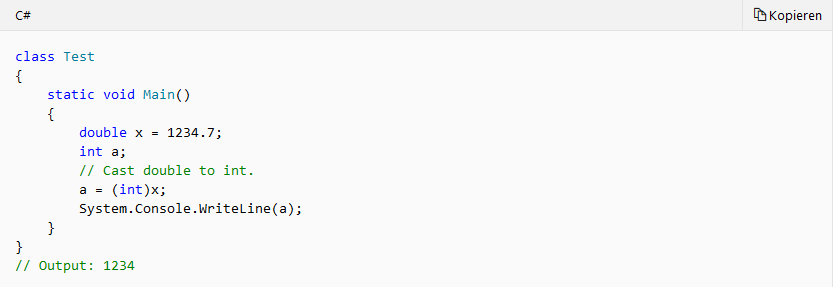 C#
Kopieren
class Test
{
    static void Main()
    {
        double x = 1234.7;
        int a;
        // Cast double to int.
        a = (int)x;
        System.Console.WriteLine(a);
    }
}
// Output: 1234